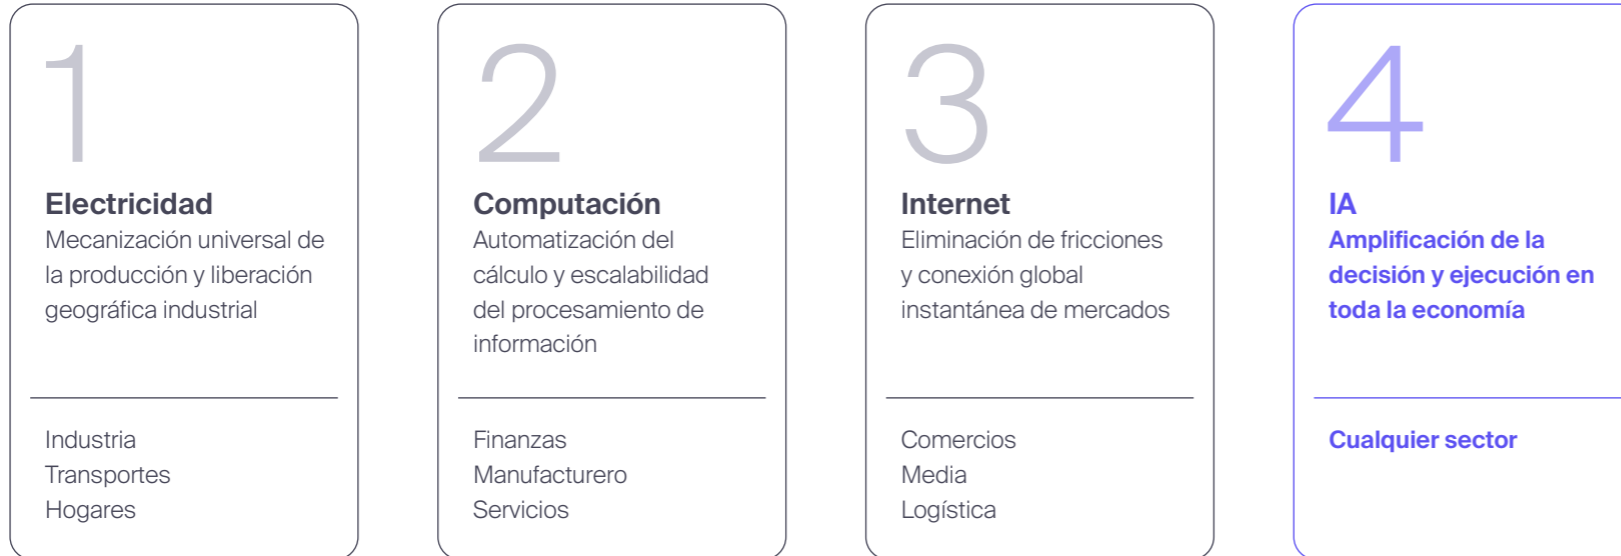 1
Electricidad
Mecanización universal de
la producción y liberación
geográfica industrial
Industria
Transportes
Hogares
2
Computación
Automatización del
cálculo y escalabilidad
del procesamiento de
información
Finanzas
Manufacturero
Servicios
3
Internet
Eliminación de fricciones
y conexión global
instantánea de mercados
Comercios
Media
Logística
4
IA
Amplificación de la
decisión y ejecución en
toda la economía
Cualquier sector